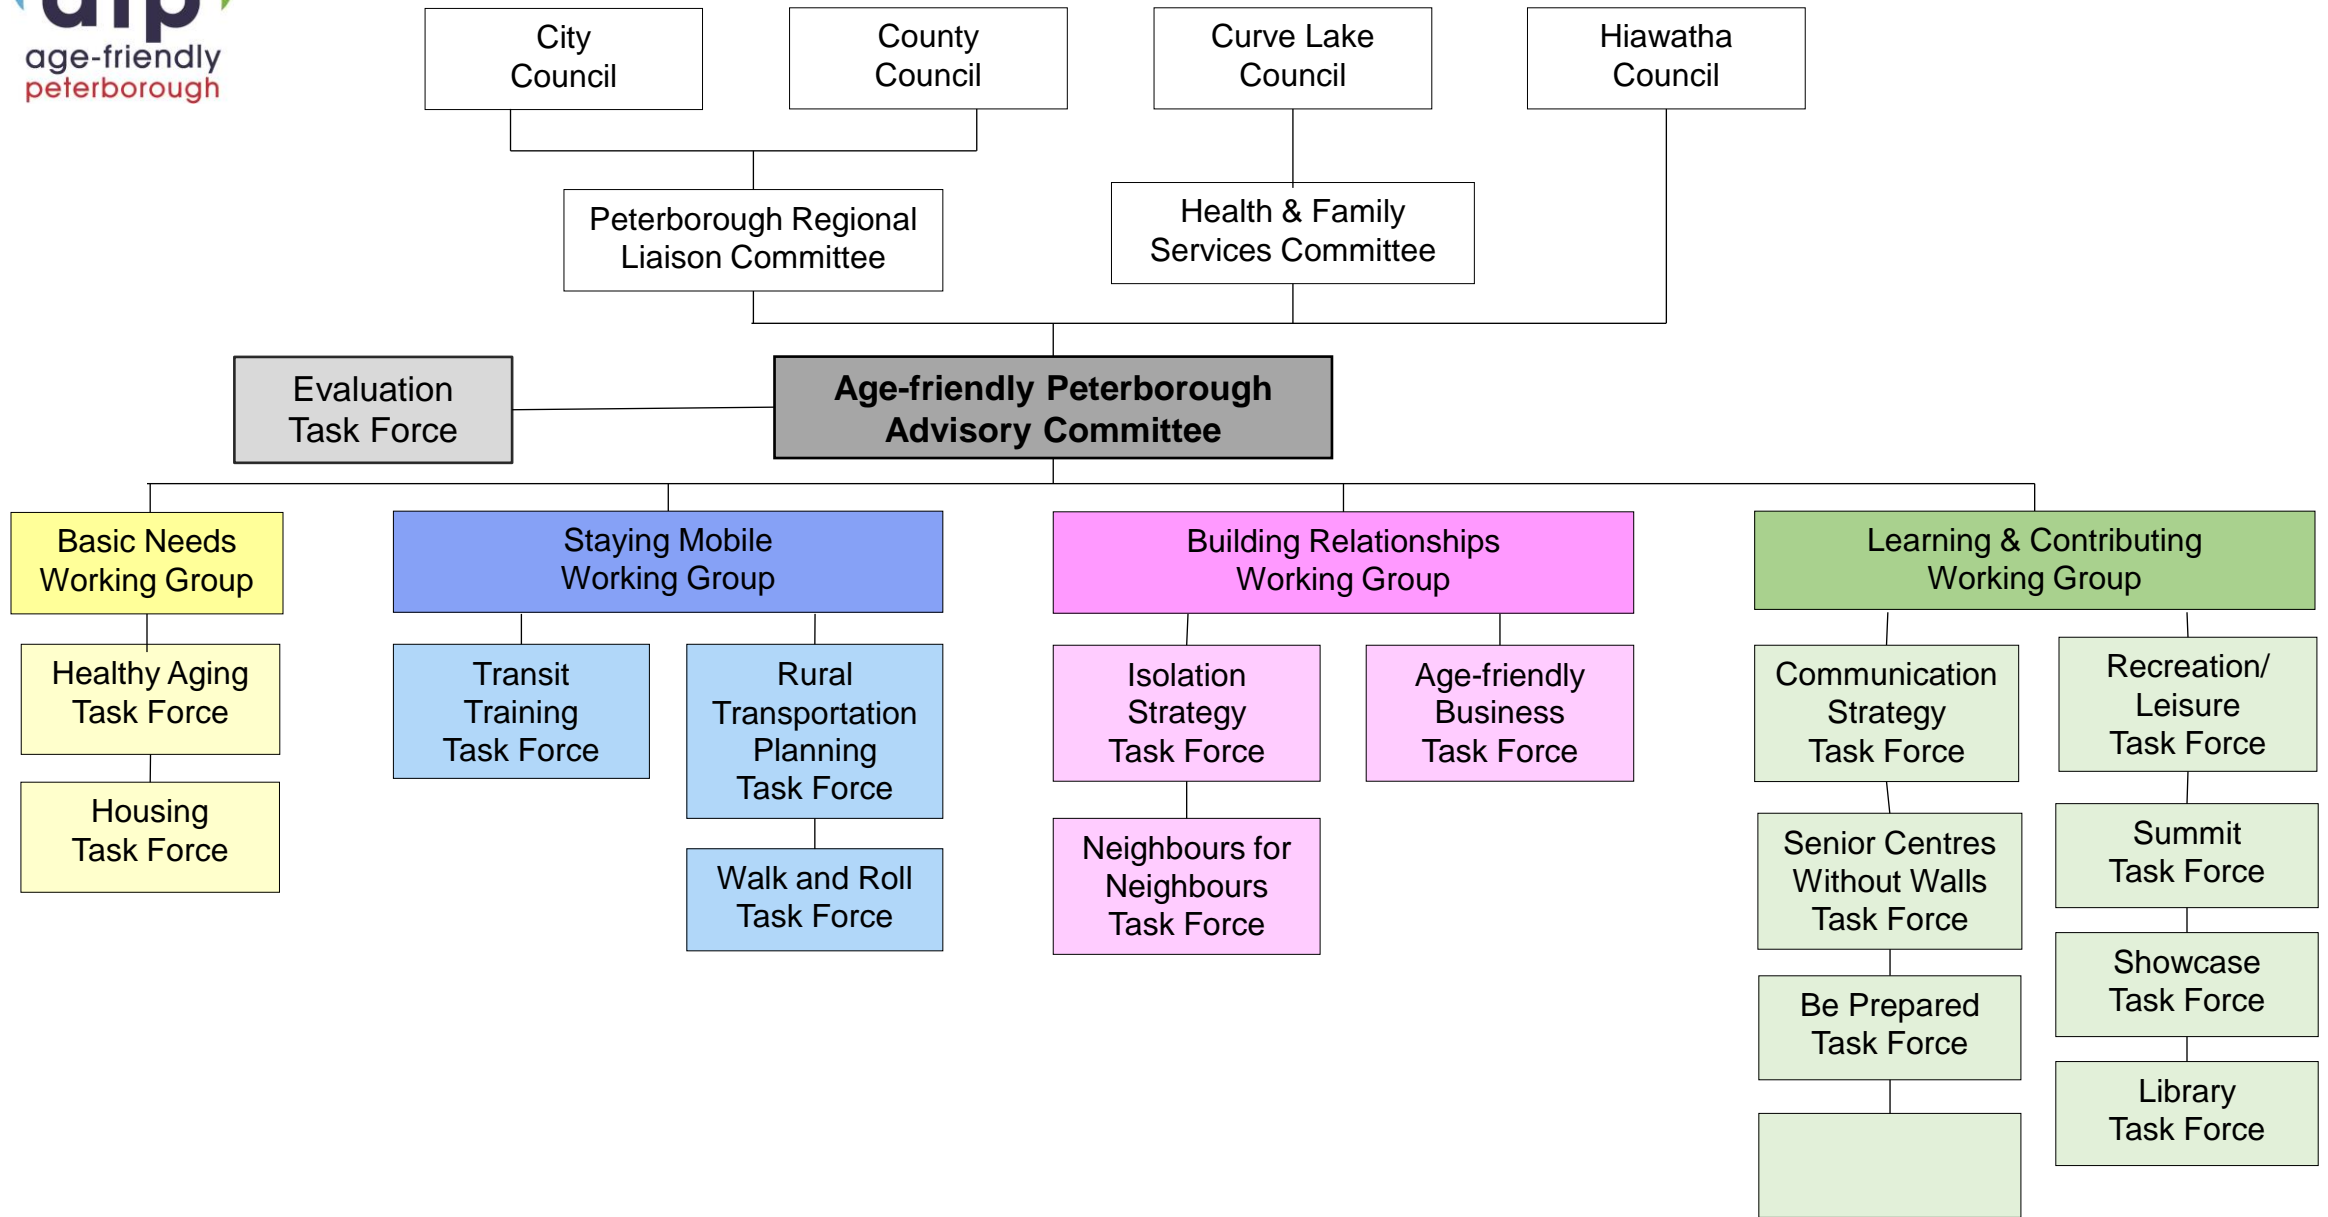 afp
age-friendly
peterborough
City
Council
County
Council
Curve Lake
Council
Hiawatha
Council
Peterborough Regional
Liaison Committee
Health & Family
Services Committee
Evaluation
Task Force
Age-friendly Peterborough
Advisory Committee
Basic Needs
Working Group
Staying Mobile
Working Group
Building Relationships
Working Group
Learning & Contributing
Working Group
Healthy Aging
Task Force
Housing
Task Force
Transit
Training
Task Force
Rural
Transportation
Planning
Task Force
Walk and Roll
Task Force
Isolation
Strategy
Task Force
Neighbours for
Neighbours
Task Force
Age-friendly
Business
Task Force
Communication
Strategy
Task Force
Senior Centres
Without Walls
Task Force
Be Prepared
Task Force
Recreation/
Leisure
Task Force
Summit
Task Force
Showcase
Task Force
Library
Task Force